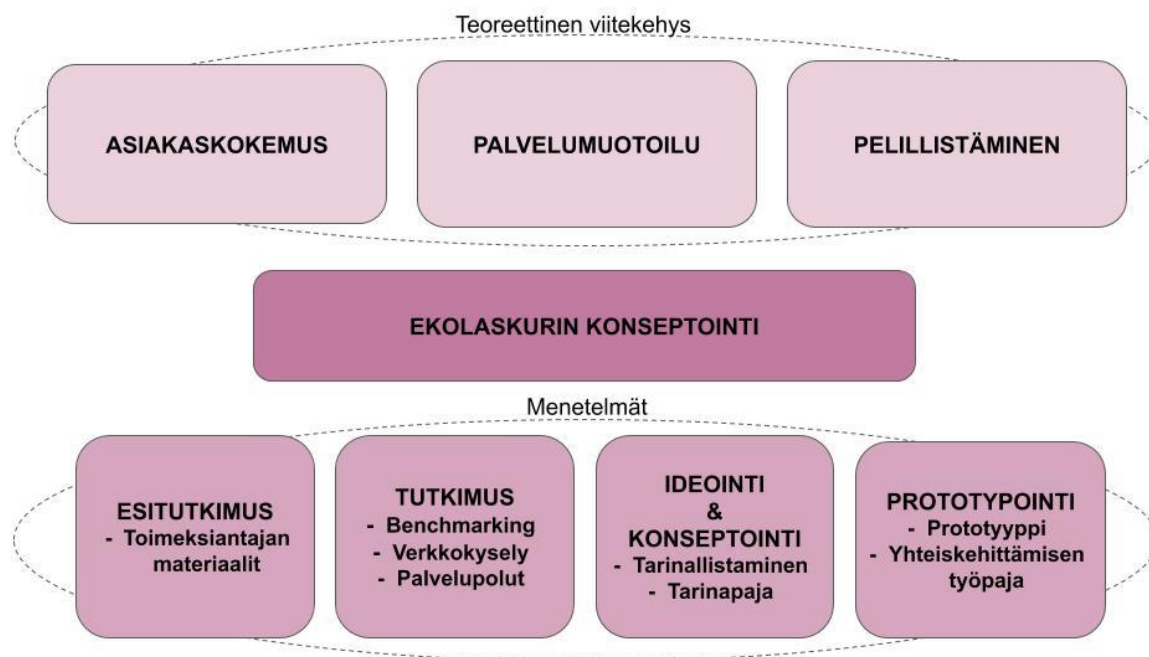 Teoreettinen viitekehys
ASIAKASKOKEMUS
PALVELUMUOTOILU
PELILLISTÄMINEN
EKOLASKURIN KONSEPTOINTI
Menetelmät
ESITUTKIMUS
- Toimeksiantajan
materiaalit
TUTKIMUS
- Benchmarking
- Verkkokysely
- Palvelupolut
IDEOINTI
&
KONSEPTOINTI
- Tarinallistaminen
- Tarinapaja
PROTOTYPOINTI
- Prototyyppi
- Yhteiskehittämisen
työpaja